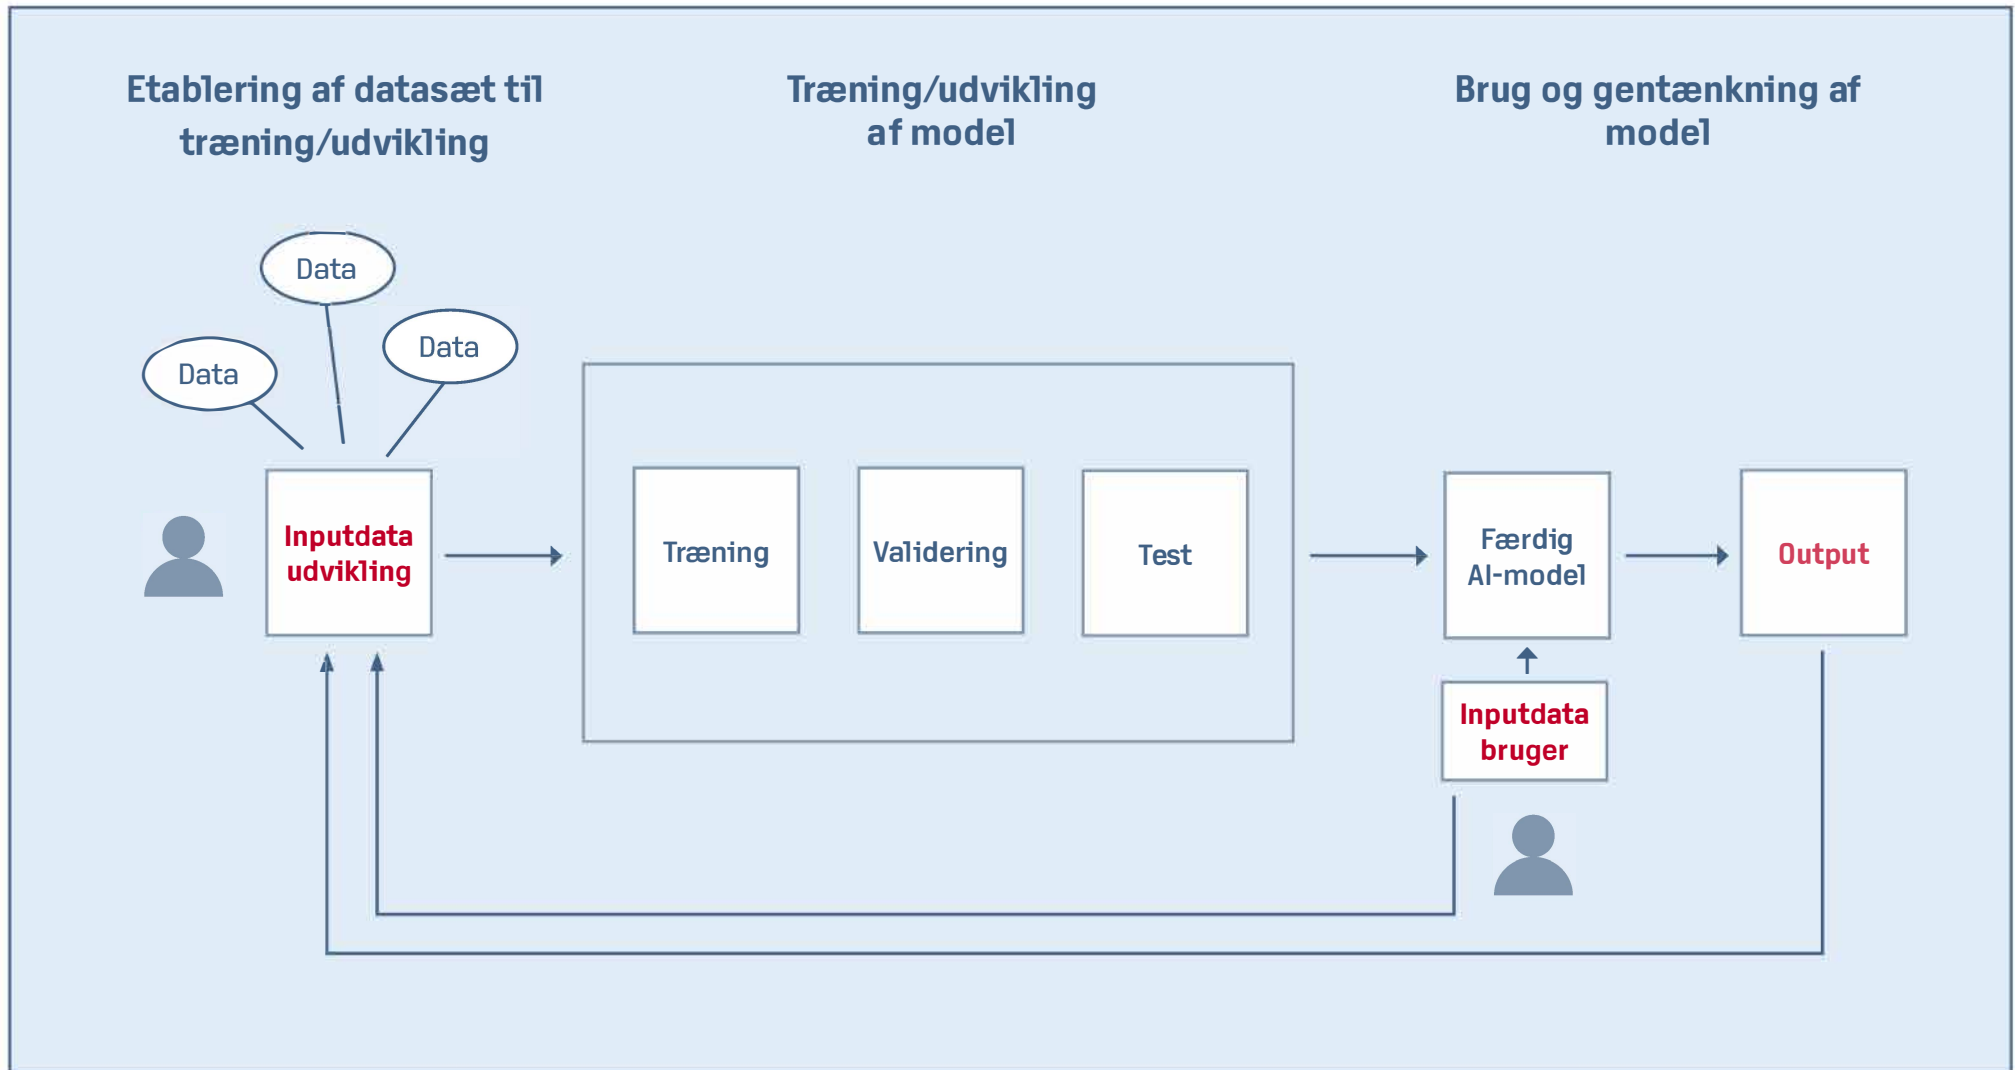 Etablering af datasæt til
træning/udvikling
Træning/udvikling
af model
Brug og gentænkning af
model
Data
Data
Data
Inputdata
udvikling
Træning
Validering
Test
Færdig
AI-model
Output
Inputdata
bruger